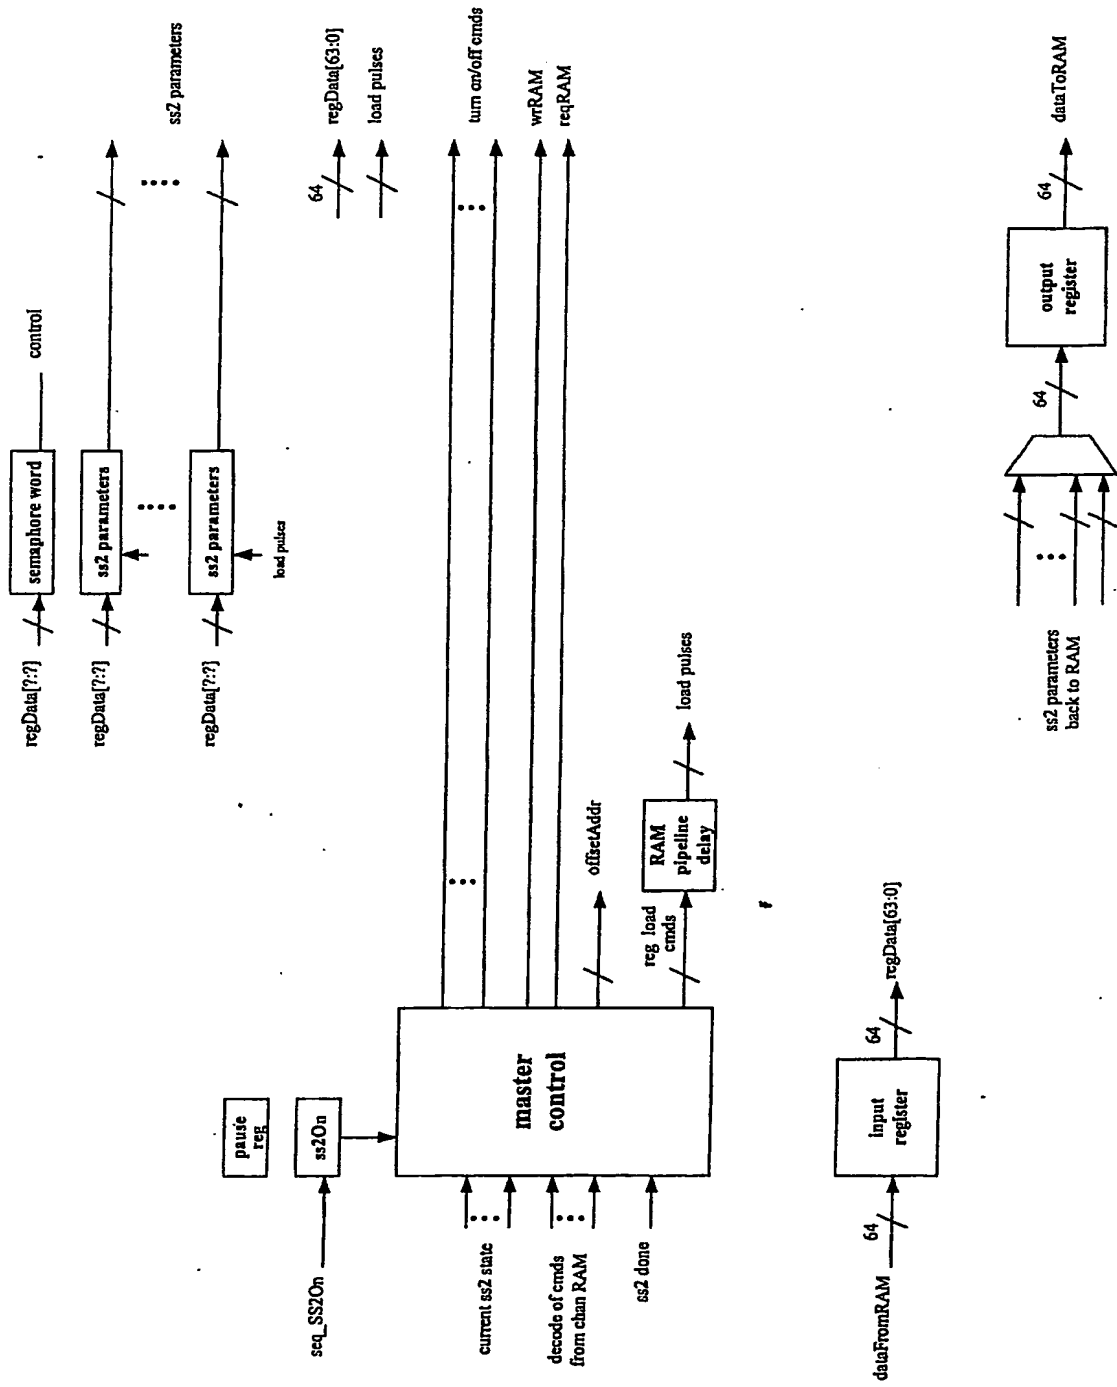 regData[?:?]
semaphore word
control
regData[?:?]
ss2 parameters
regData[?:?]
ss2 parameters
load pulses
ss2 parameters
64
regData[63:0]
load pulses
pause
reg
seq_SS2On
ss2On
current ss2 state
decode of cmds
from chan RAM
ss2 done
master
control
turn on/off cmds
wrRAM
reqRAM
offsetAddr
reg load
cmds
RAM
pipeline
delay
load pulses
dataFromRAM
64
input
register
64
regData[63:0]
ss2 parameters
back to RAM
64
output
register
64
dataToRAM